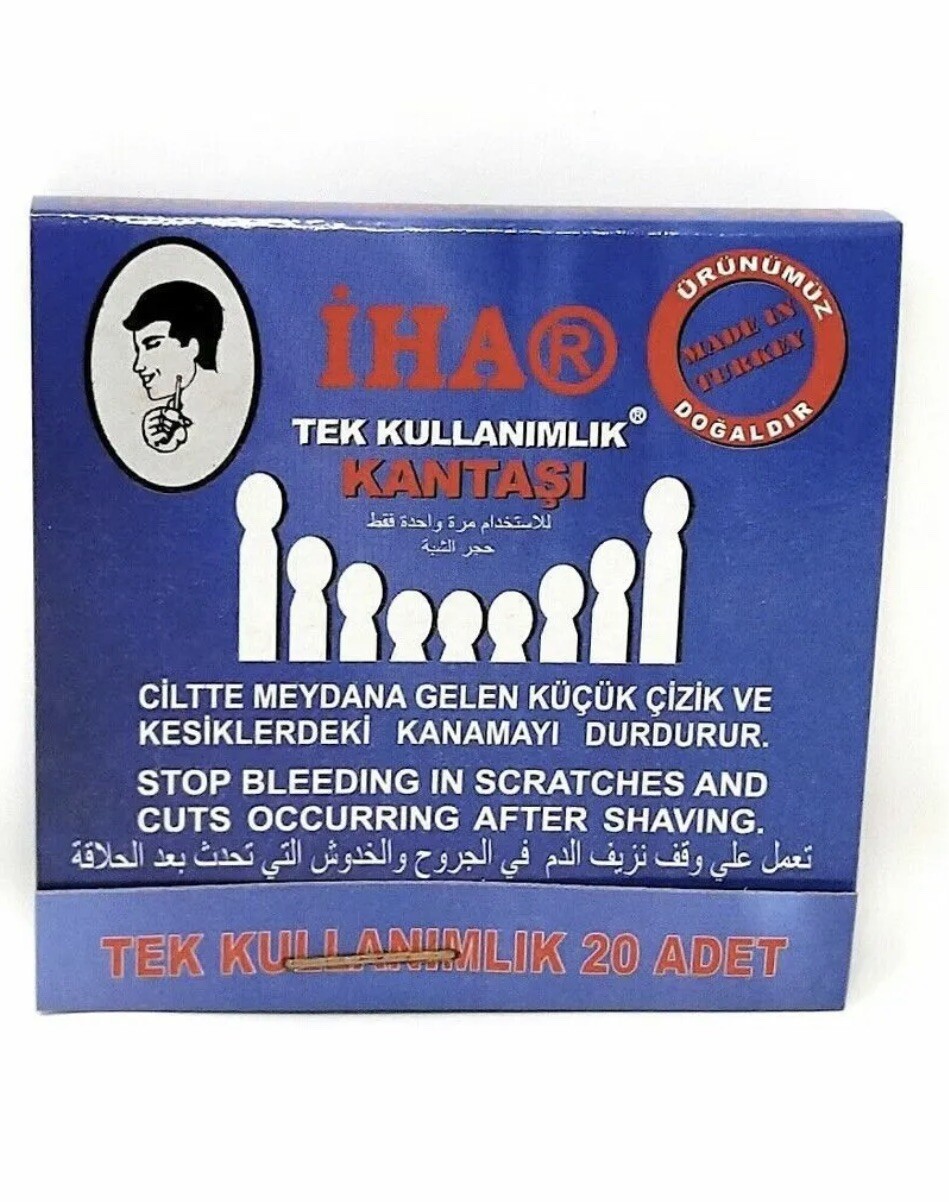 İHA®
ÜRÜNÜMÜZ
MADE IN
TURKEY
DOĞALDIR
TEK KULLANIMLIK®
KANTAŞI
للاستخدام مرة واحدة فقط
حجر الشبة
CİLTTE MEYDANA GELEN KÜÇÜK ÇİZİK VE
KESİKLERDEKİ KANAMAYI DURDURUR.
STOP BLEEDING IN SCRATCHES AND
CUTS OCCURRING AFTER SHAVING.
تعمل علي وقف نزيف الدم في الجروح والخدوش التي تحدث بعد الحلاقة
TEK KULLANIMLIK 20 ADET